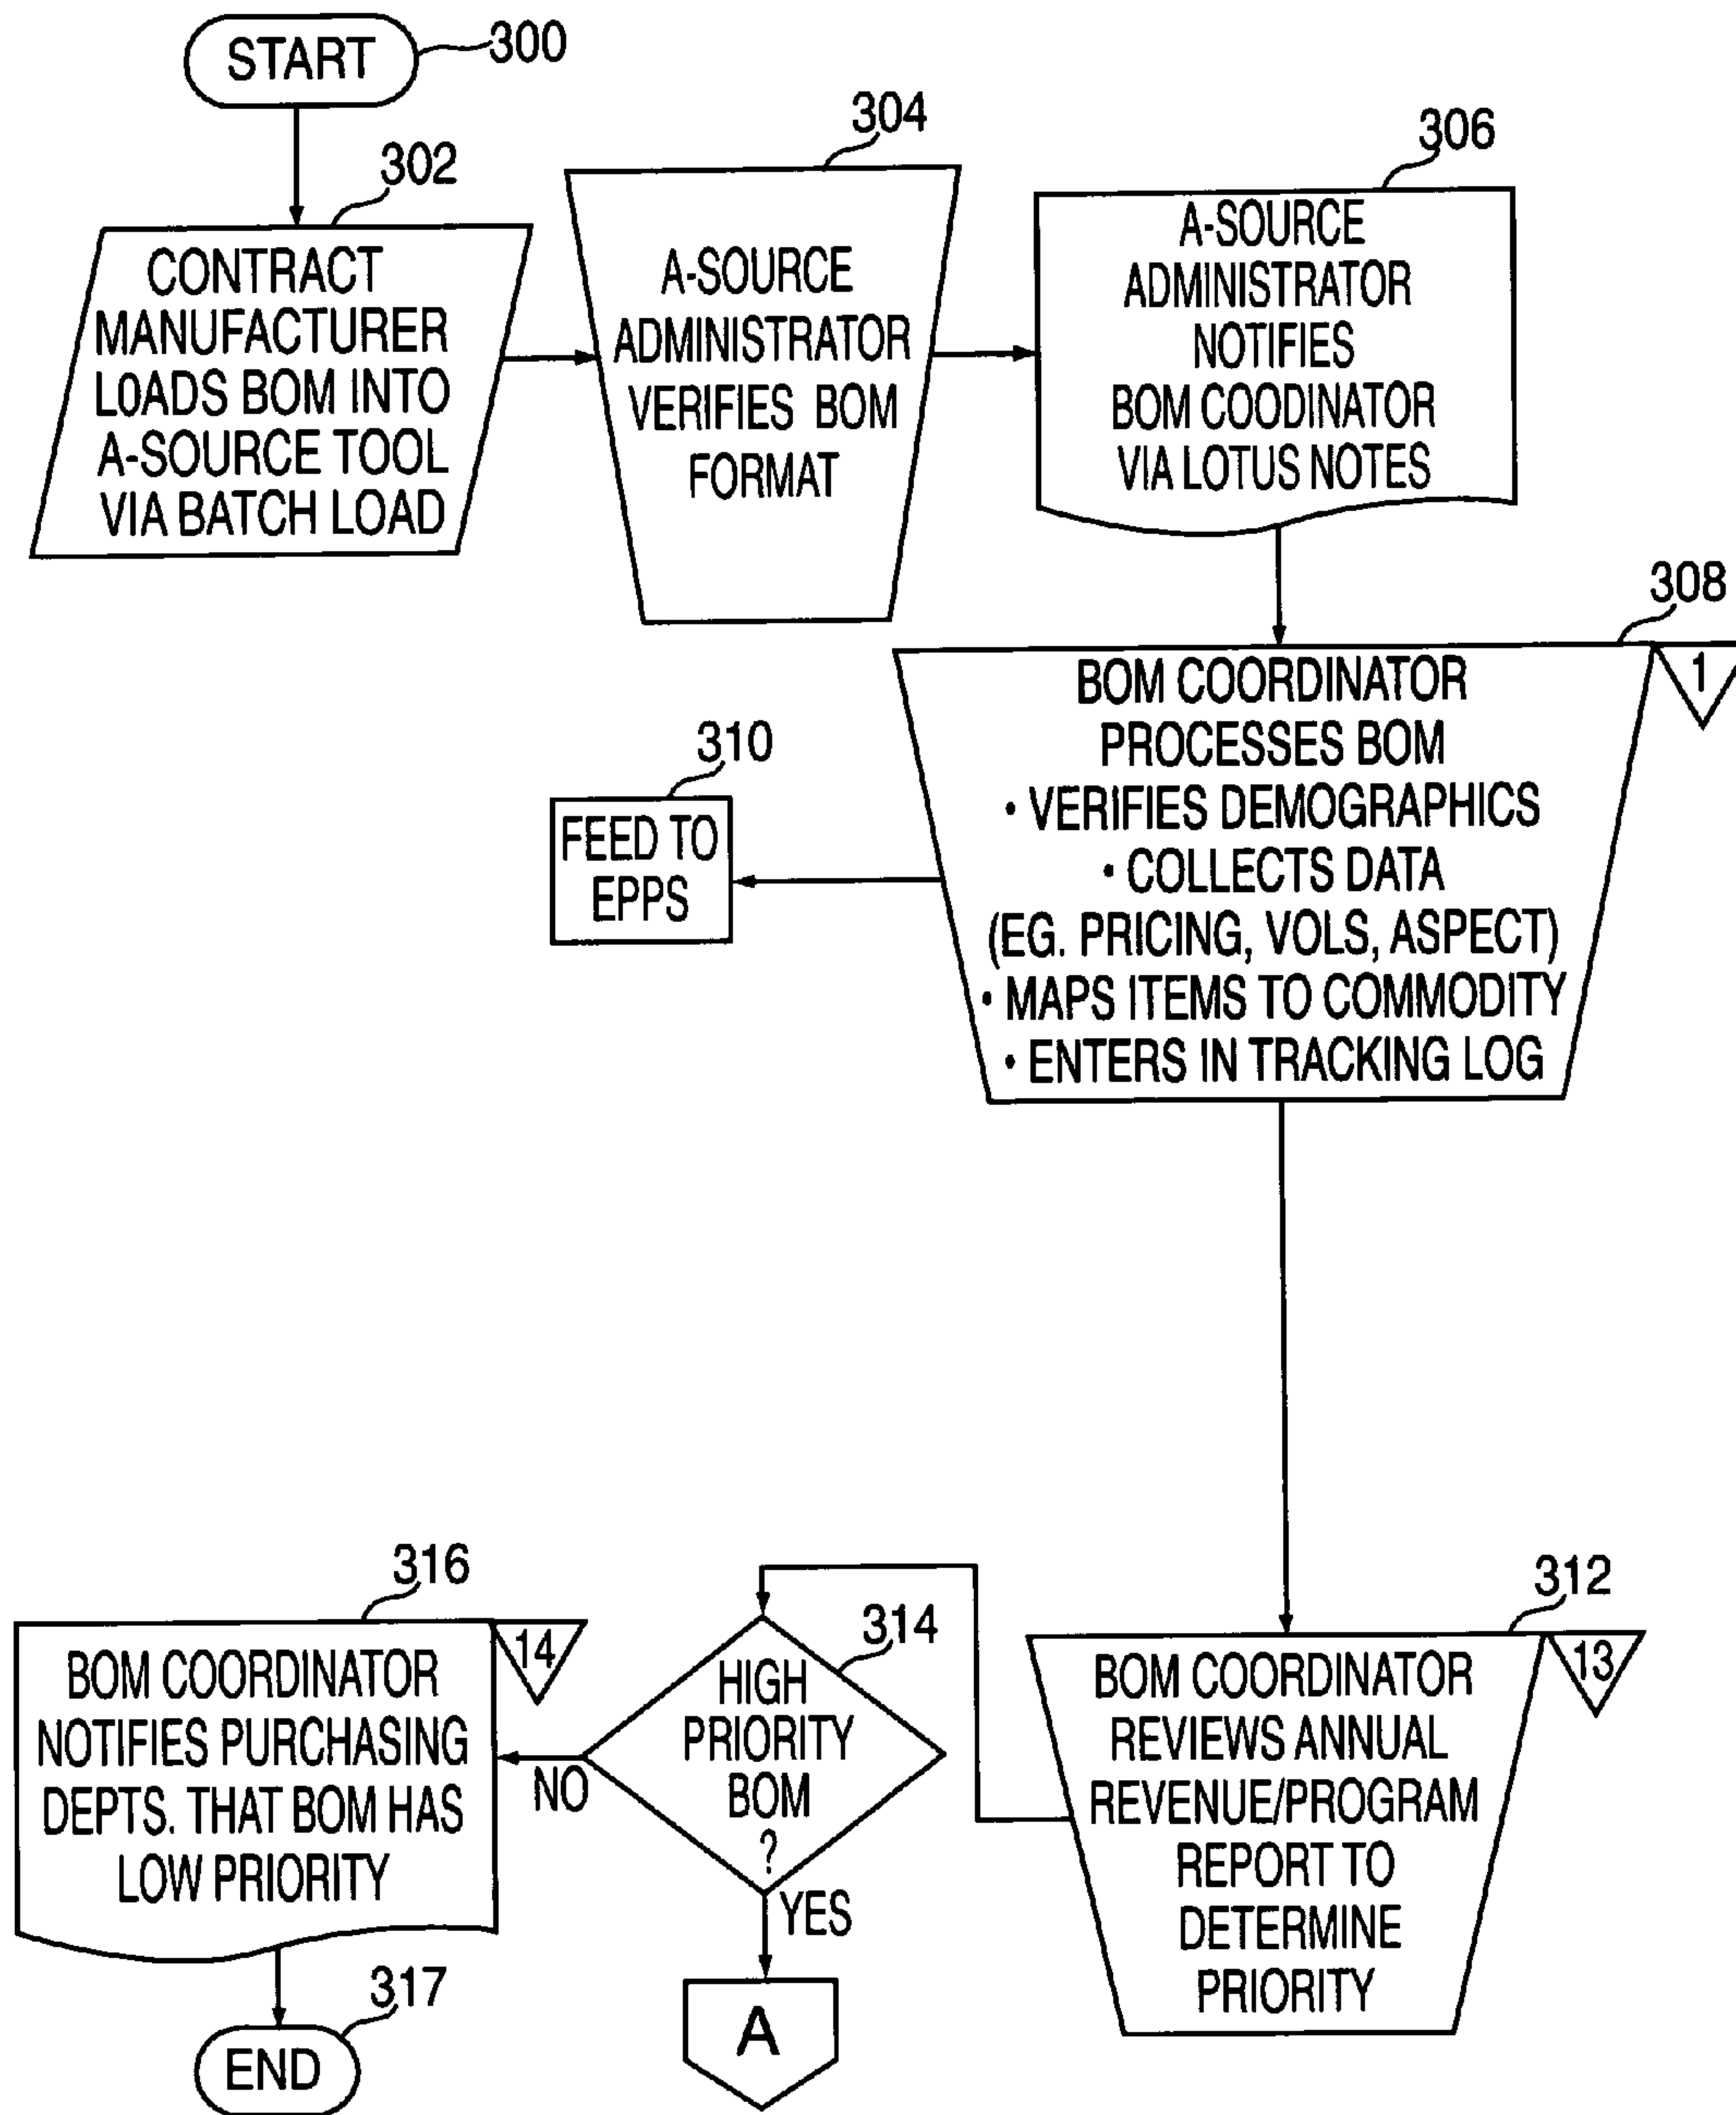 START
300
302
CONTRACT
MANUFACTURER
LOADS BOM INTO
A-SOURCE TOOL
VIA BATCH LOAD
304
A-SOURCE
ADMINISTRATOR
VERIFIES BOM
FORMAT
306
A-SOURCE
ADMINISTRATOR
NOTIFIES
BOM COODINATOR
VIA LOTUS NOTES
308
1
BOM COORDINATOR
PROCESSES BOM
• VERIFIES DEMOGRAPHICS
• COLLECTS DATA
(EG. PRICING, VOLS, ASPECT)
• MAPS ITEMS TO COMMODITY
• ENTERS IN TRACKING LOG
310
FEED TO
EPPS
312
13
BOM COORDINATOR
REVIEWS ANNUAL
REVENUE/PROGRAM
REPORT TO
DETERMINE
PRIORITY
314
HIGH
PRIORITY
BOM
?
NO
YES
A
316
14
BOM COORDINATOR
NOTIFIES PURCHASING
DEPTS. THAT BOM HAS
LOW PRIORITY
317
END